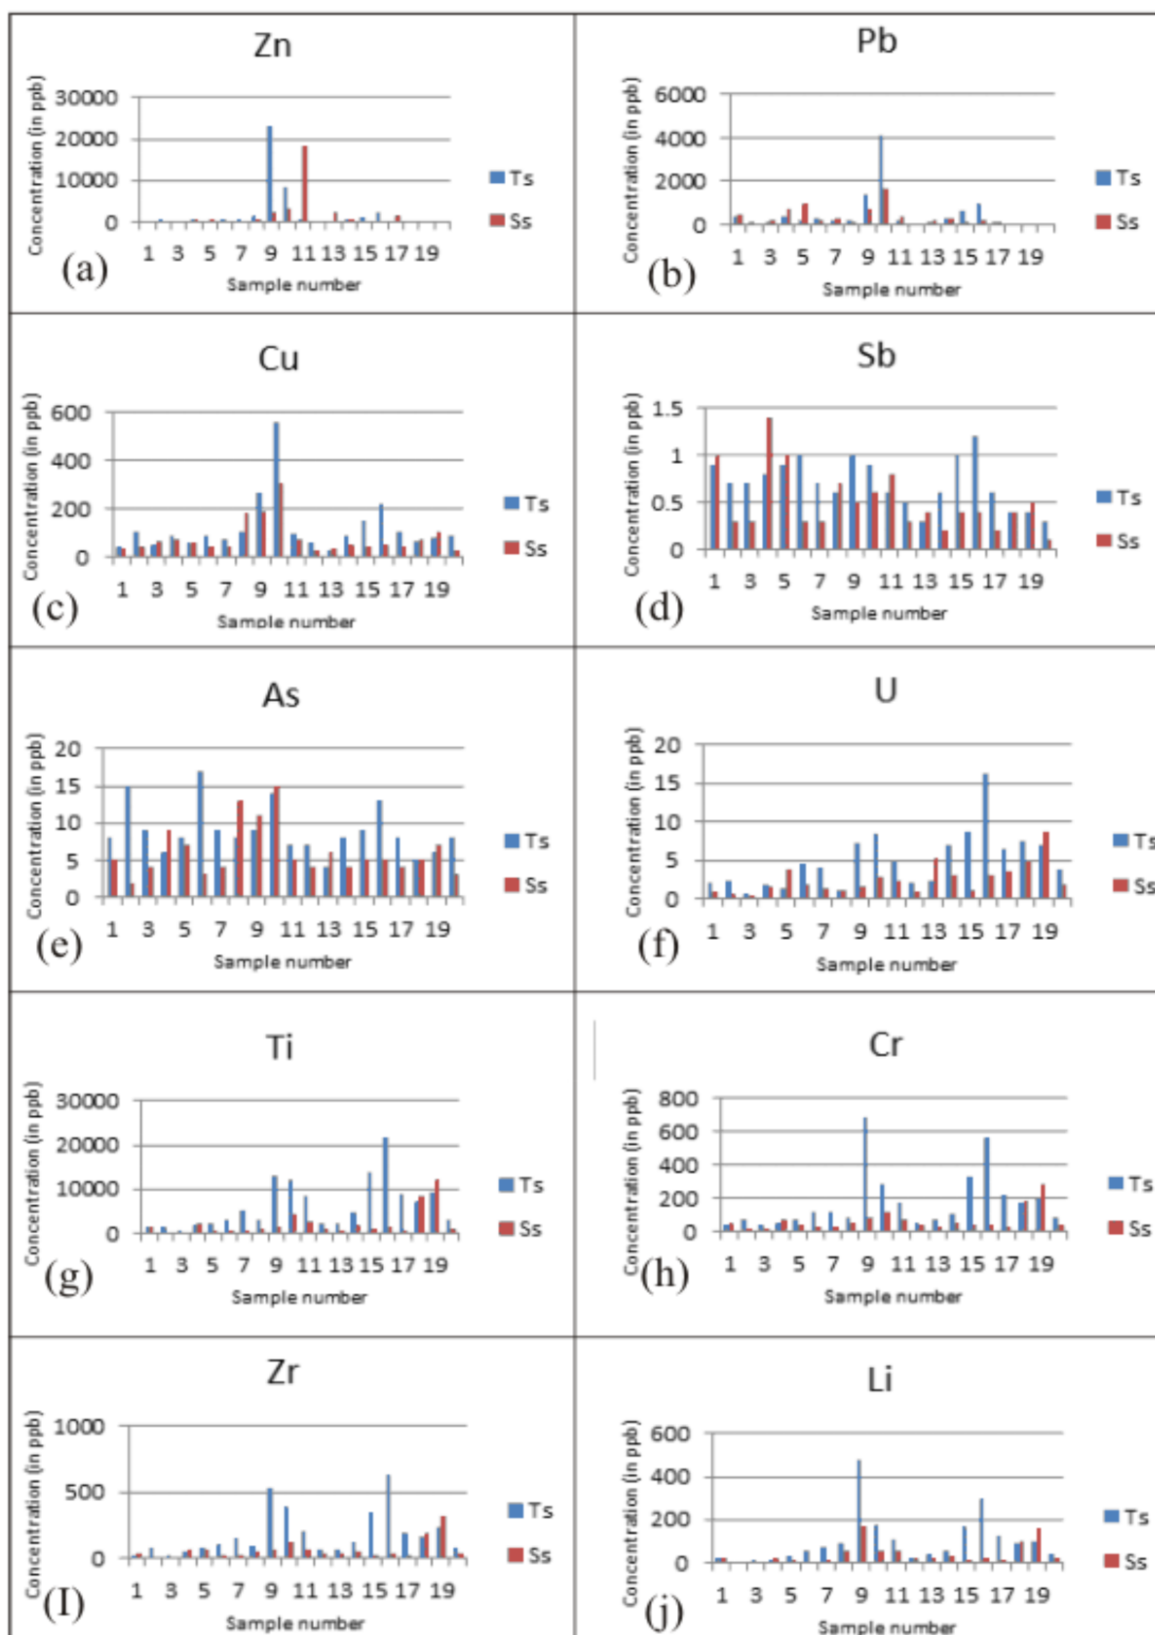 Zn
Concentration (in ppb)
30000
20000
10000
0
1 3 5 7 9 11 13 15 17 19
Sample number
Ts
Ss
(a)
Pb
Concentration (in ppb)
6000
4000
2000
0
1 3 5 7 9 11 13 15 17 19
Sample number
Ts
Ss
(b)
Cu
Concentration (in ppb)
600
400
200
0
1 3 5 7 9 11 13 15 17 19
Sample number
Ts
Ss
(c)
Sb
Concentration (in ppb)
1.5
1
0.5
0
1 3 5 7 9 11 13 15 17 19
Sample number
Ts
Ss
(d)
As
Concentration (in ppb)
20
15
10
5
0
1 3 5 7 9 11 13 15 17 19
Sample number
Ts
Ss
(e)
U
Concentration (in ppb)
20
15
10
5
0
1 3 5 7 9 11 13 15 17 19
Sample number
Ts
Ss
(f)
Ti
Concentration (in ppb)
30000
20000
10000
0
1 3 5 7 9 11 13 15 17 19
Sample number
Ts
Ss
(g)
Cr
Concentration (in ppb)
800
600
400
200
0
1 3 5 7 9 11 13 15 17 19
Sample number
Ts
Ss
(h)
Zr
Concentration (in ppb)
1000
500
0
1 3 5 7 9 11 13 15 17 19
Sample number
Ts
Ss
(I)
Li
Concentration (in ppb)
600
400
200
0
1 3 5 7 9 11 13 15 17 19
Sample number
Ts
Ss
(j)